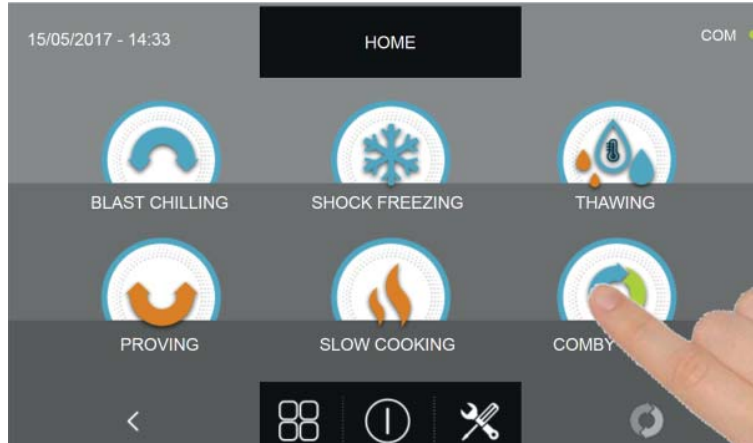 15/05/2017 - 14:33
HOME
COM
BLAST CHILLING
SHOCK FREEZING
THAWING
PROVING
SLOW COOKING
COMBY